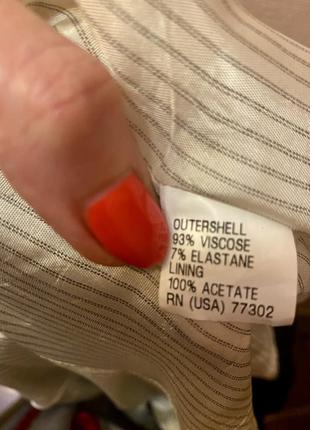 OUTERSHELL
93% VISCOSE
7% ELASTANE
LINING
100% ACETATE
RN (USA) 77302